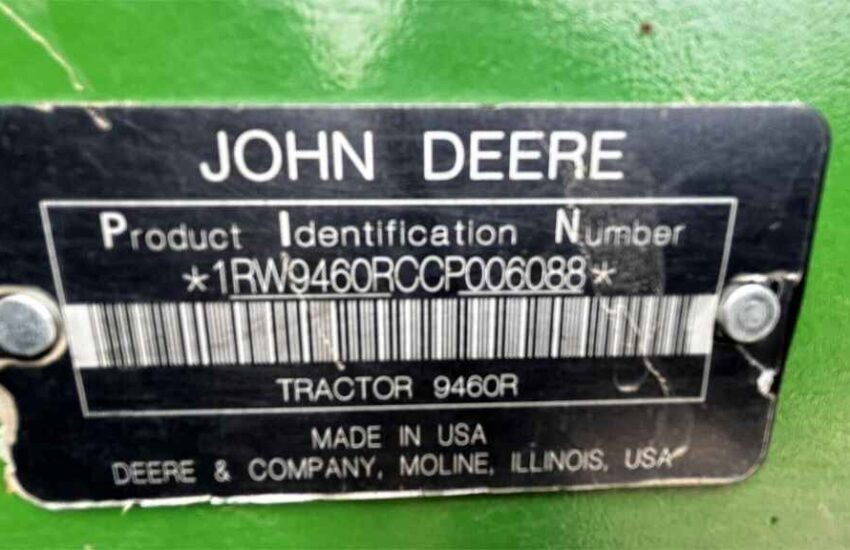 JOHN DEERE
Product Identification Number
*1RW9460RCCP006088*
TRACTOR 9460R
MADE IN USA
DEERE & COMPANY, MOLINE, ILLINOIS, USA